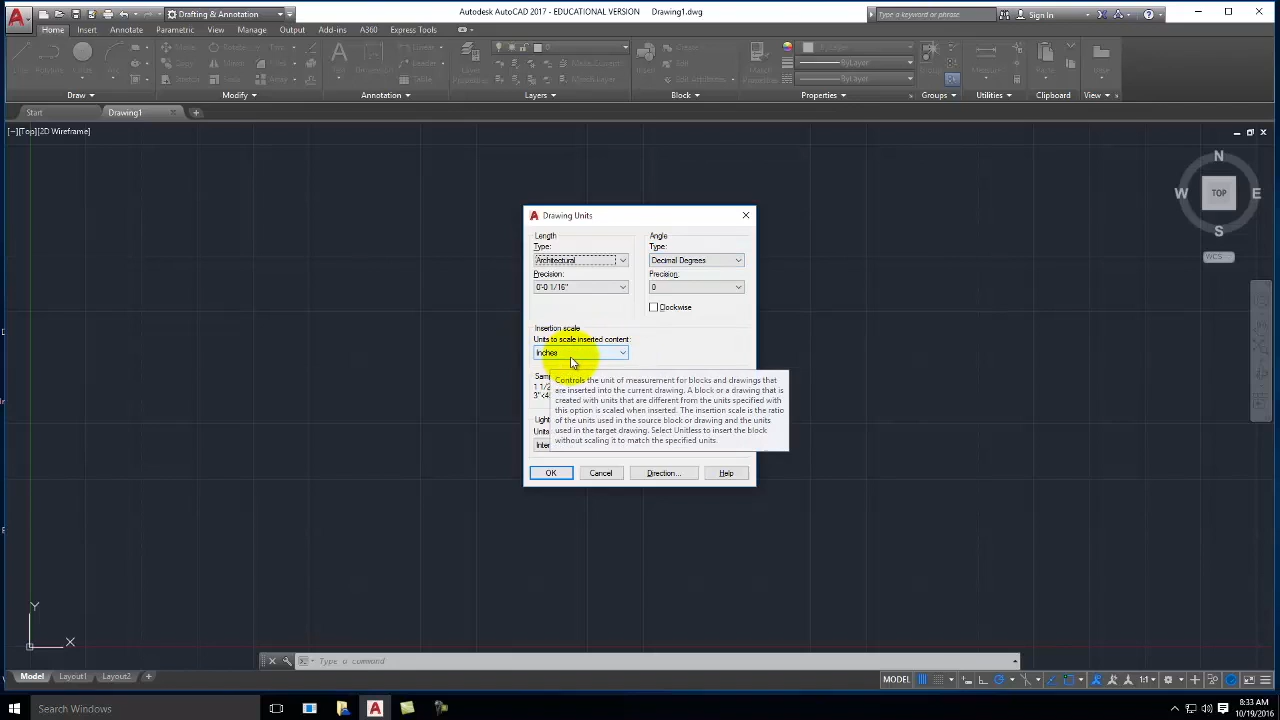 Drafting & Annotation
Autodesk AutoCAD 2017 - EDUCATIONAL VERSION Drawing1.dwg
Type a keyword or phrase
Sign In
Home Insert Annotate Parametric View Manage Output Add-ins A360 Express Tools
Draw Modify Annotation Layers Block Properties Groups Utilities Clipboard View
Start Drawing1
[−][Top][2D Wireframe]
N
W TOP E
S
WCS
Drawing Units
Length Angle
Type: Type:
Architectural Decimal Degrees
Precision: Precision:
0'-0 1/16" 0
Clockwise
Insertion scale
Units to scale inserted content:
Inches
Controls the unit of measurement for blocks and drawings that
are inserted into the current drawing. A block or a drawing that is
created with units that are different from the units specified with
this option is scaled when inserted. The insertion scale is the ratio
of the units used in the source block or drawing and the units
used in the target drawing. Select Unitless to insert the block
without scaling it to match the specified units.
OK Cancel Direction... Help
Y
X
Type a command
Model Layout1 Layout2
MODEL 1:1
Search Windows
8:33 AM
10/19/2016